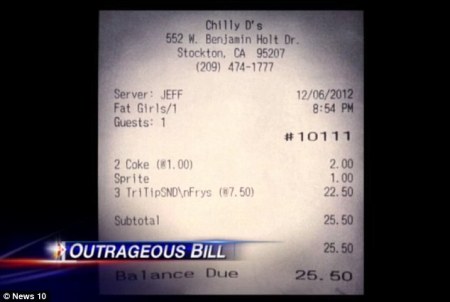 Chilly D's
552 W. Benjamin Holt Dr.
Stockton, CA 95207
(209) 474-1777
Server: JEFF 12/06/2012
Fat Girls/1 8:54 PM
Guests: 1
#10111
2 Coke (@1.00) 2.00
Sprite 1.00
3 TriTipSND\nFrys (@7.50) 22.50
Subtotal 25.50
25.50
OUTRAGEOUS BILL
Balance Due 25.50
© News 10